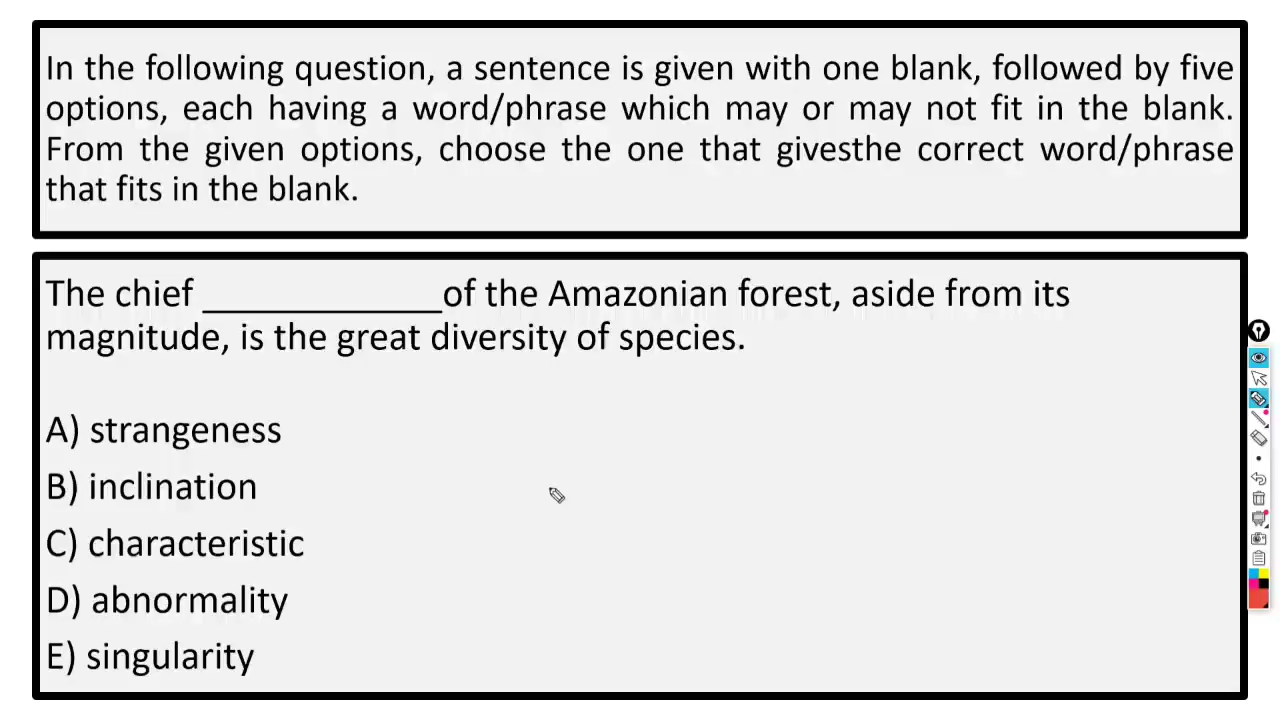 In the following question, a sentence is given with one blank, followed by five
options, each having a word/phrase which may or may not fit in the blank.
From the given options, choose the one that givesthe correct word/phrase
that fits in the blank.
The chief ____________of the Amazonian forest, aside from its
magnitude, is the great diversity of species.
A) strangeness
B) inclination
C) characteristic
D) abnormality
E) singularity